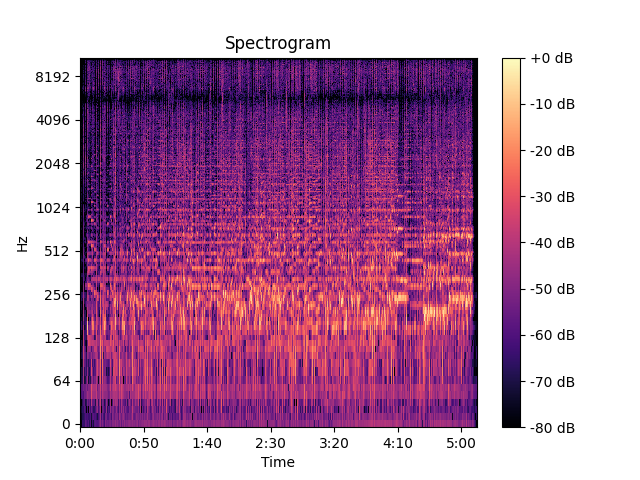 Spectrogram
8192
4096
2048
1024
512
256
128
64
0
Hz
0:00 0:50 1:40 2:30 3:20 4:10 5:00
Time
+0 dB
-10 dB
-20 dB
-30 dB
-40 dB
-50 dB
-60 dB
-70 dB
-80 dB